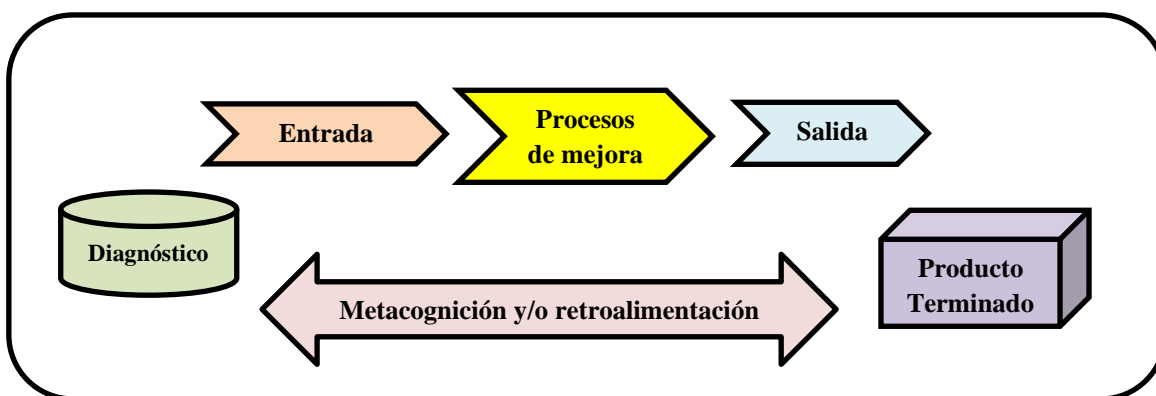 Entrada
Procesos
de mejora
Salida
Diagnóstico
Metacognición y/o retroalimentación
Producto
Terminado